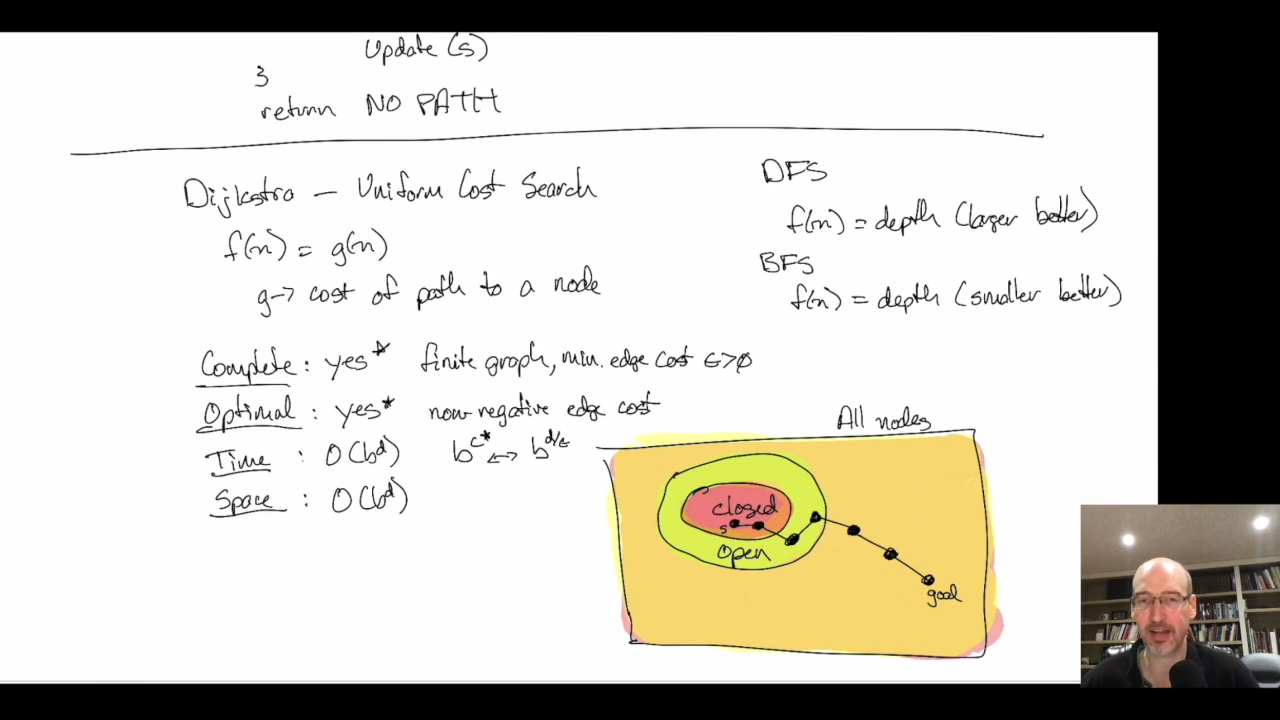 Update (s)
}
return NO PATH
Dijkstra — Uniform Cost Search
f(n) = g(n)
g → cost of path to a node
DFS
f(n) = depth (larger better)
BFS
f(n) = depth (smaller better)
Complete : yes* finite graph, min. edge cost ϵ>0
Optimal : yes* non-negative edge cost
Time : O(b^d) b^c* ↔ b^d/ϵ
Space : O(b^d)
All nodes
closed
s
open
goal